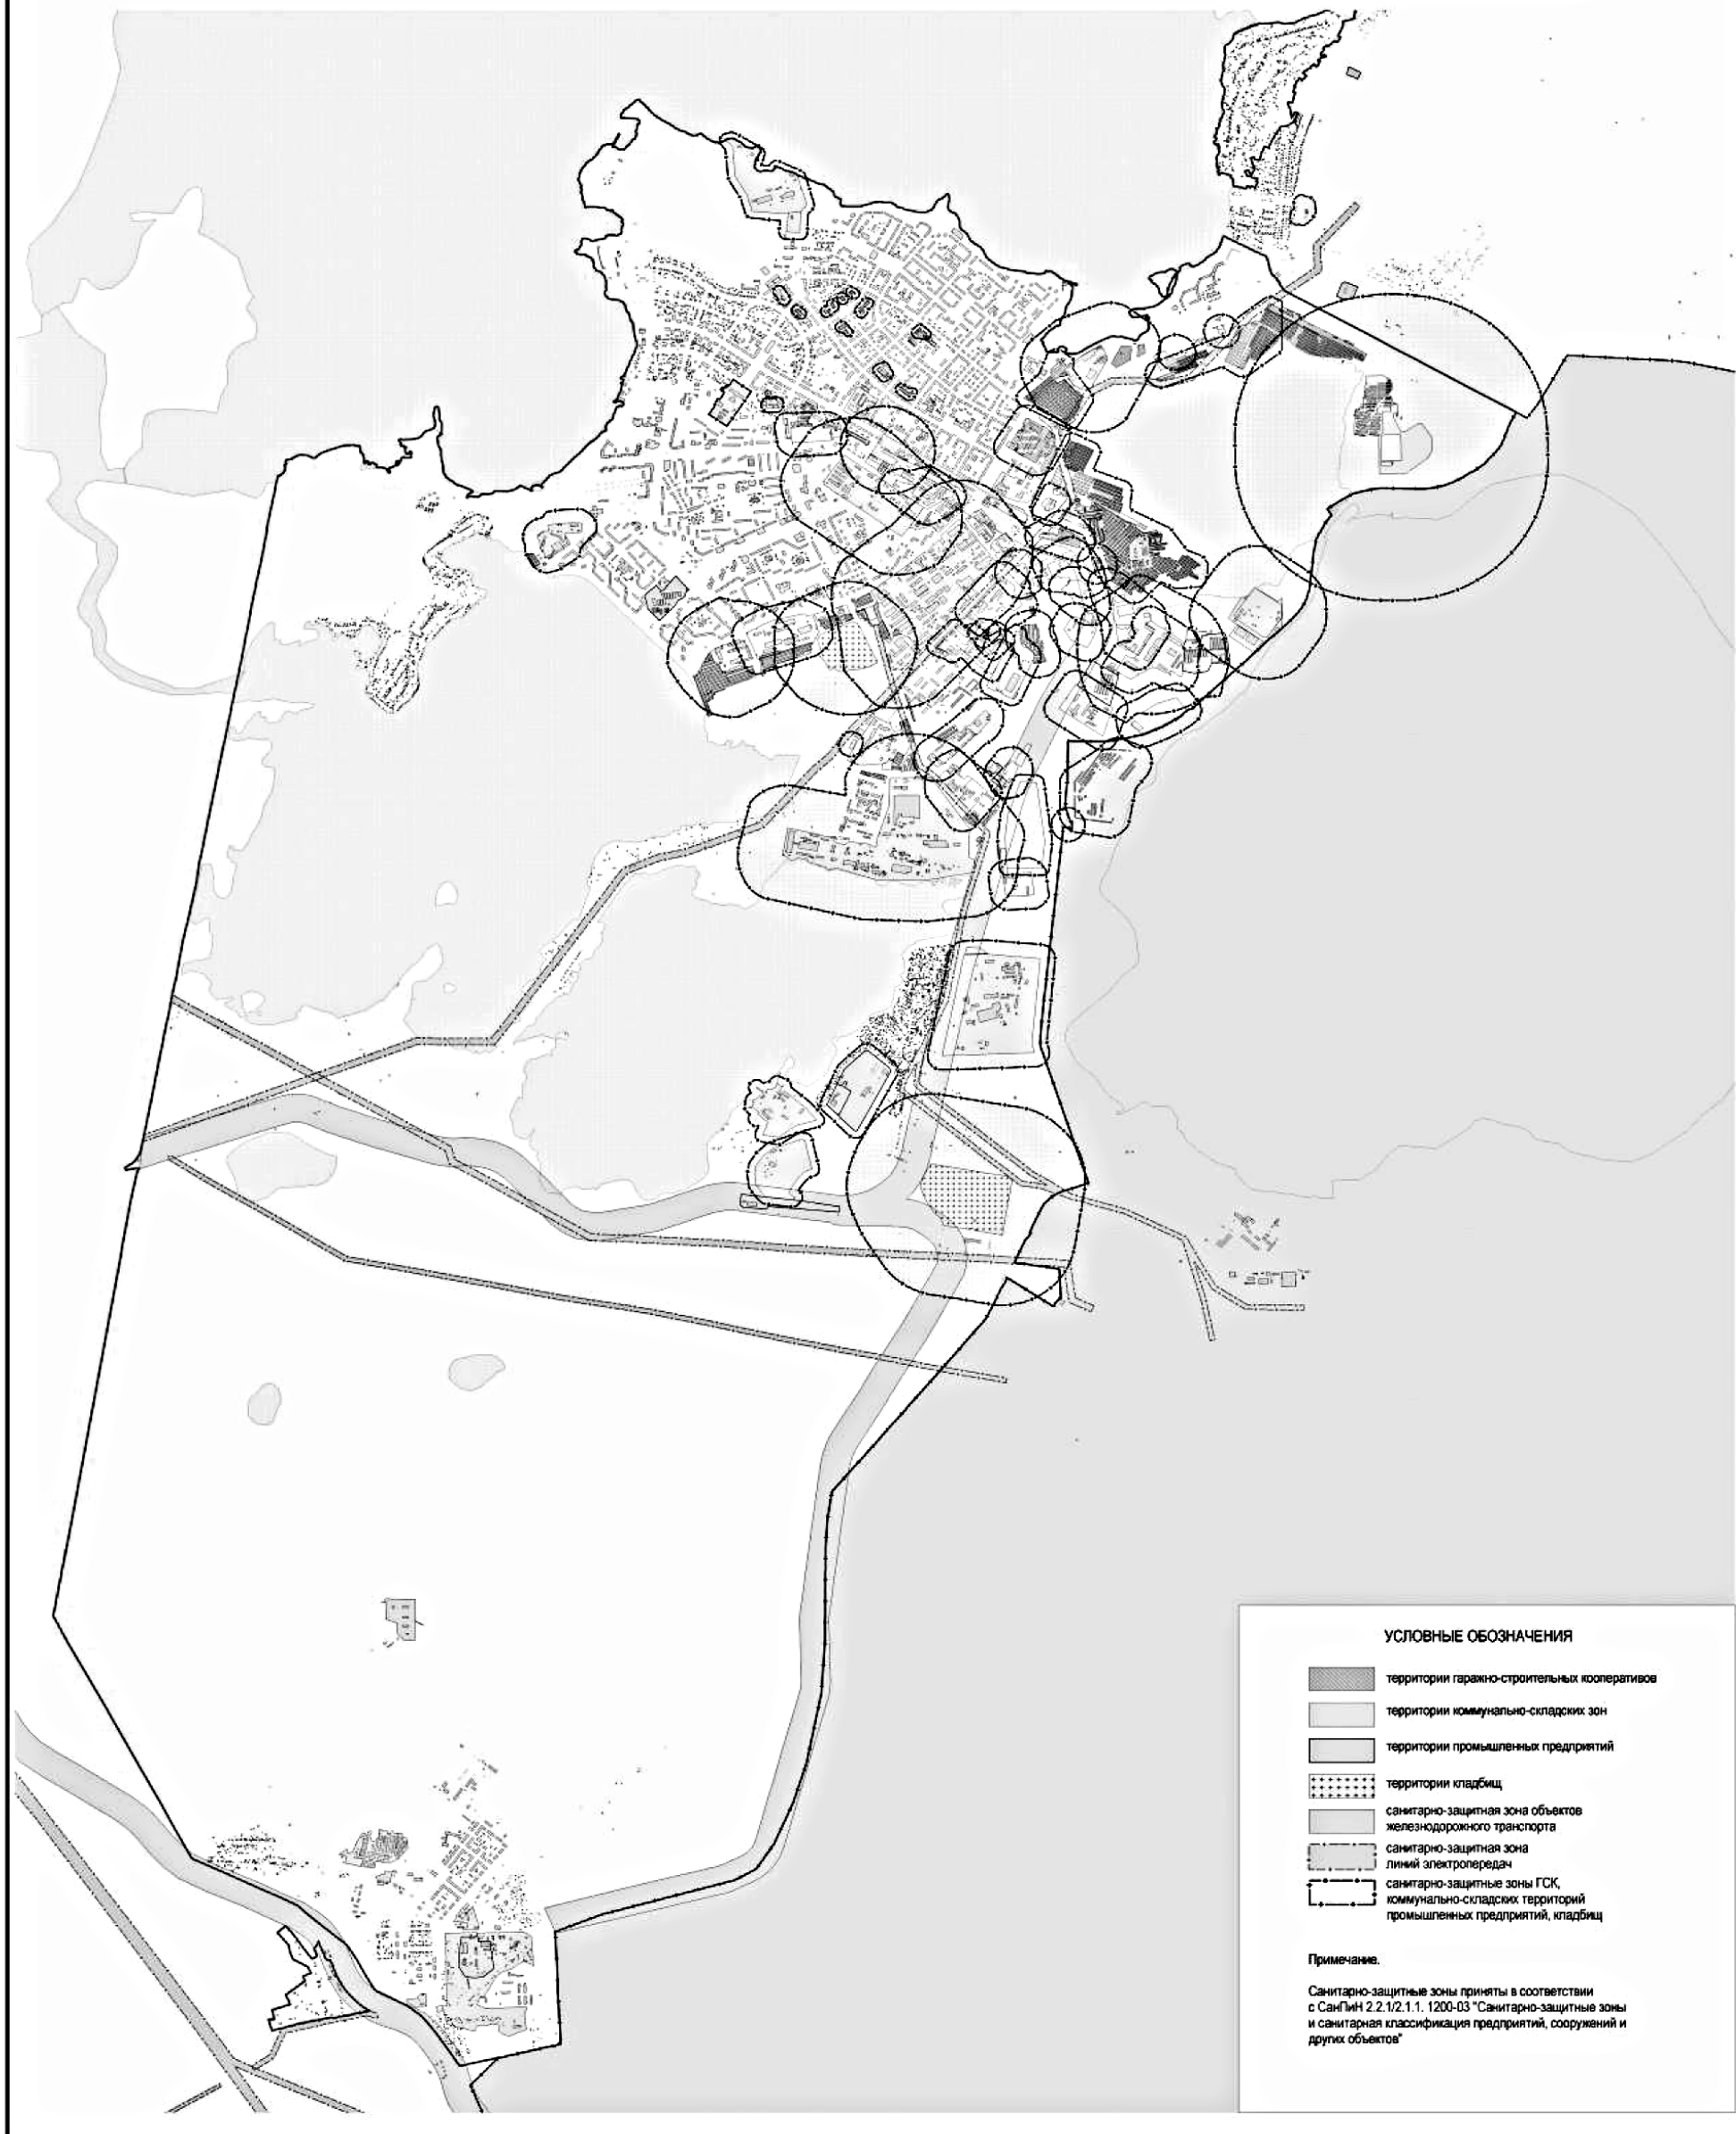 УСЛОВНЫЕ ОБОЗНАЧЕНИЯ
территории гаражно-строительных кооперативов
территории коммунально-складских зон
территории промышленных предприятий
территории кладбищ
санитарно-защитная зона объектов
железнодорожного транспорта
санитарно-защитная зона
линий электропередач
санитарно-защитные зоны ГСК,
коммунально-складских территорий
промышленных предприятий, кладбищ
Примечание.
Санитарно-защитные зоны приняты в соответствии
с СанПиН 2.2.1/2.1.1. 1200-03 "Санитарно-защитные зоны
и санитарная классификация предприятий, сооружений и
других объектов"